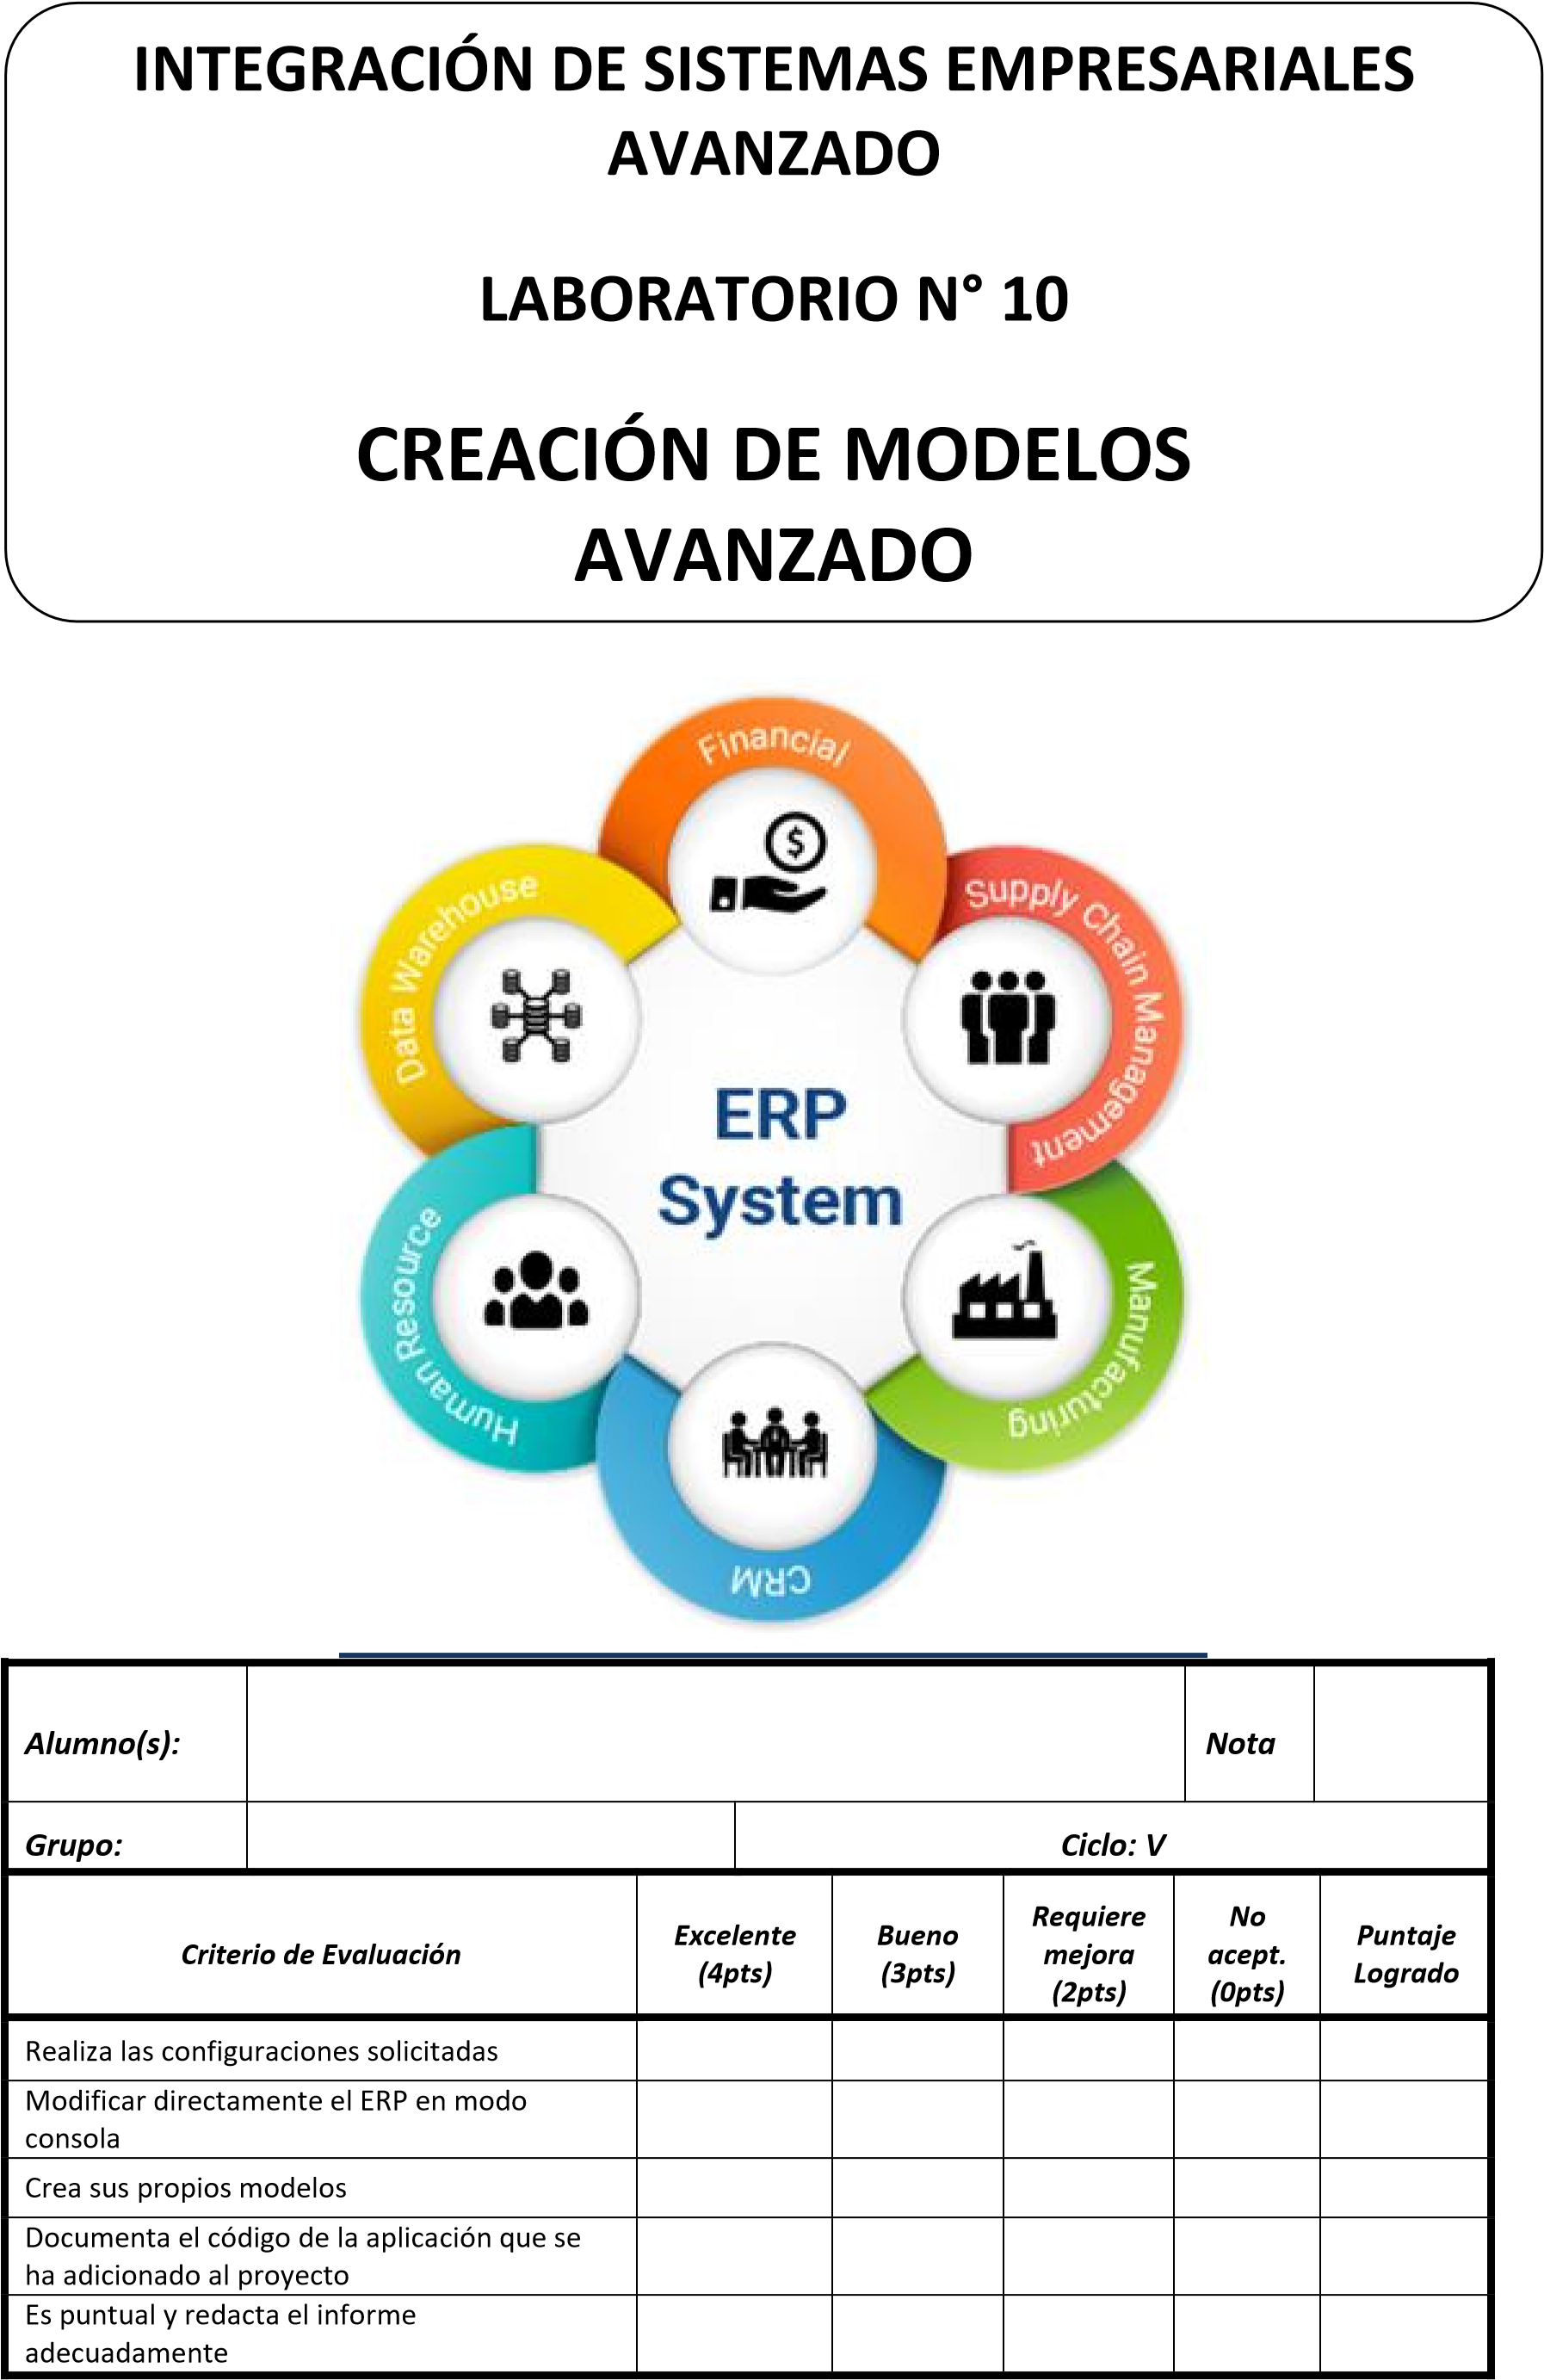 INTEGRACIÓN DE SISTEMAS EMPRESARIALES
AVANZADO
LABORATORIO N° 10
CREACIÓN DE MODELOS
AVANZADO
Financial
$
Supply Chain Management
Data Warehouse
ERP
System
Human Resource
Manufacturing
CRM
Alumno(s):
Nota
Grupo:
Ciclo: V
Criterio de Evaluación
Excelente
(4pts)
Bueno
(3pts)
Requiere
mejora
(2pts)
No
acept.
(0pts)
Puntaje
Logrado
Realiza las configuraciones solicitadas
Modificar directamente el ERP en modo
consola
Crea sus propios modelos
Documenta el código de la aplicación que se
ha adicionado al proyecto
Es puntual y redacta el informe
adecuadamente